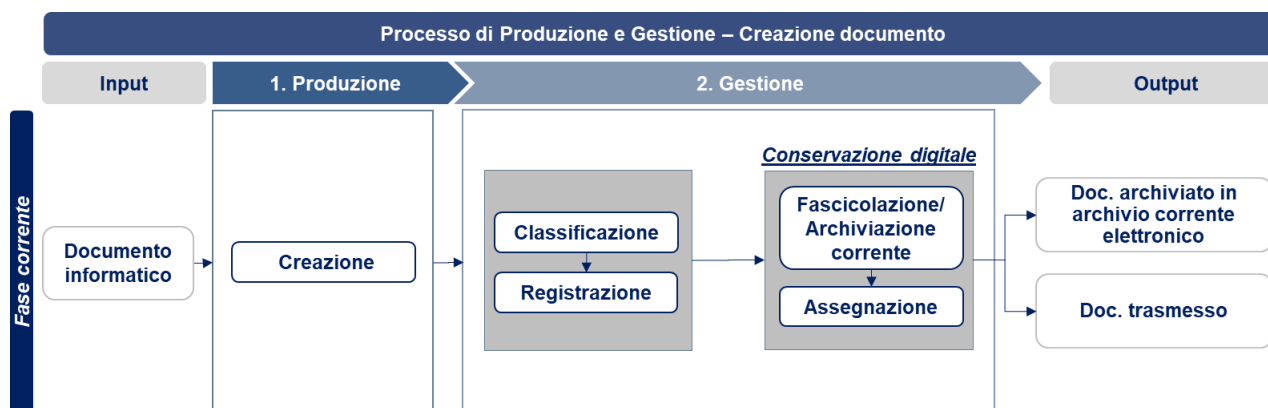 Processo di Produzione e Gestione – Creazione documento
Input
1. Produzione
2. Gestione
Output
Fase corrente
Documento
informatico
Creazione
Classificazione
Registrazione
Conservazione digitale
Fascicolazione/
Archiviazione
corrente
Assegnazione
Doc. archiviato in
archivio corrente
elettronico
Doc. trasmesso